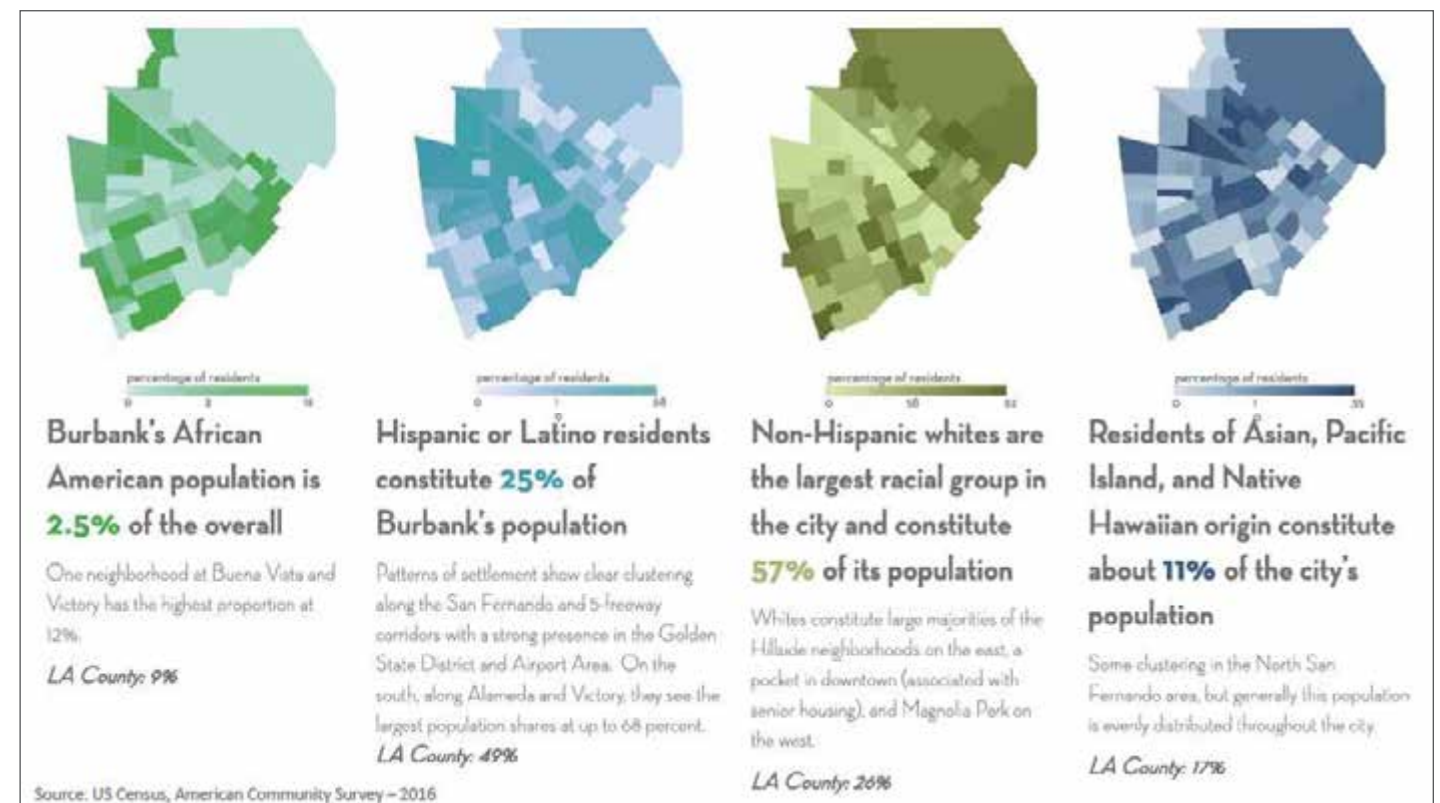 percentage of residents
0
2
percentage of residents
0
1
0
68
percentage of residents
0
50
percentage of residents
0
1
0
35
Burbank's African
American population is
2.5% of the overall
One neighborhood at Buena Vista and
Victory has the highest proportion at
12%.
LA County: 9%
Hispanic or Latino residents
constitute 25% of
Burbank's population
Patterns of settlement show clear clustering
along the San Fernando and 5-freeway
corridors with a strong presence in the Golden
State District and Airport Area. On the
south, along Alameda and Victory, they see the
largest population shares at up to 68 percent.
LA County: 49%
Non-Hispanic whites are
the largest racial group in
the city and constitute
57% of its population
Whites constitute large majorities of the
Hillside neighborhoods on the east, a
pocket in downtown (associated with
senior housing), and Magnolia Park on
the west.
LA County: 26%
Residents of Asian, Pacific
Island, and Native
Hawaiian origin constitute
about 11% of the city's
population
Some clustering in the North San
Fernando area, but generally this population
is evenly distributed throughout the city.
LA County: 17%
Source: US Census, American Community Survey – 2016